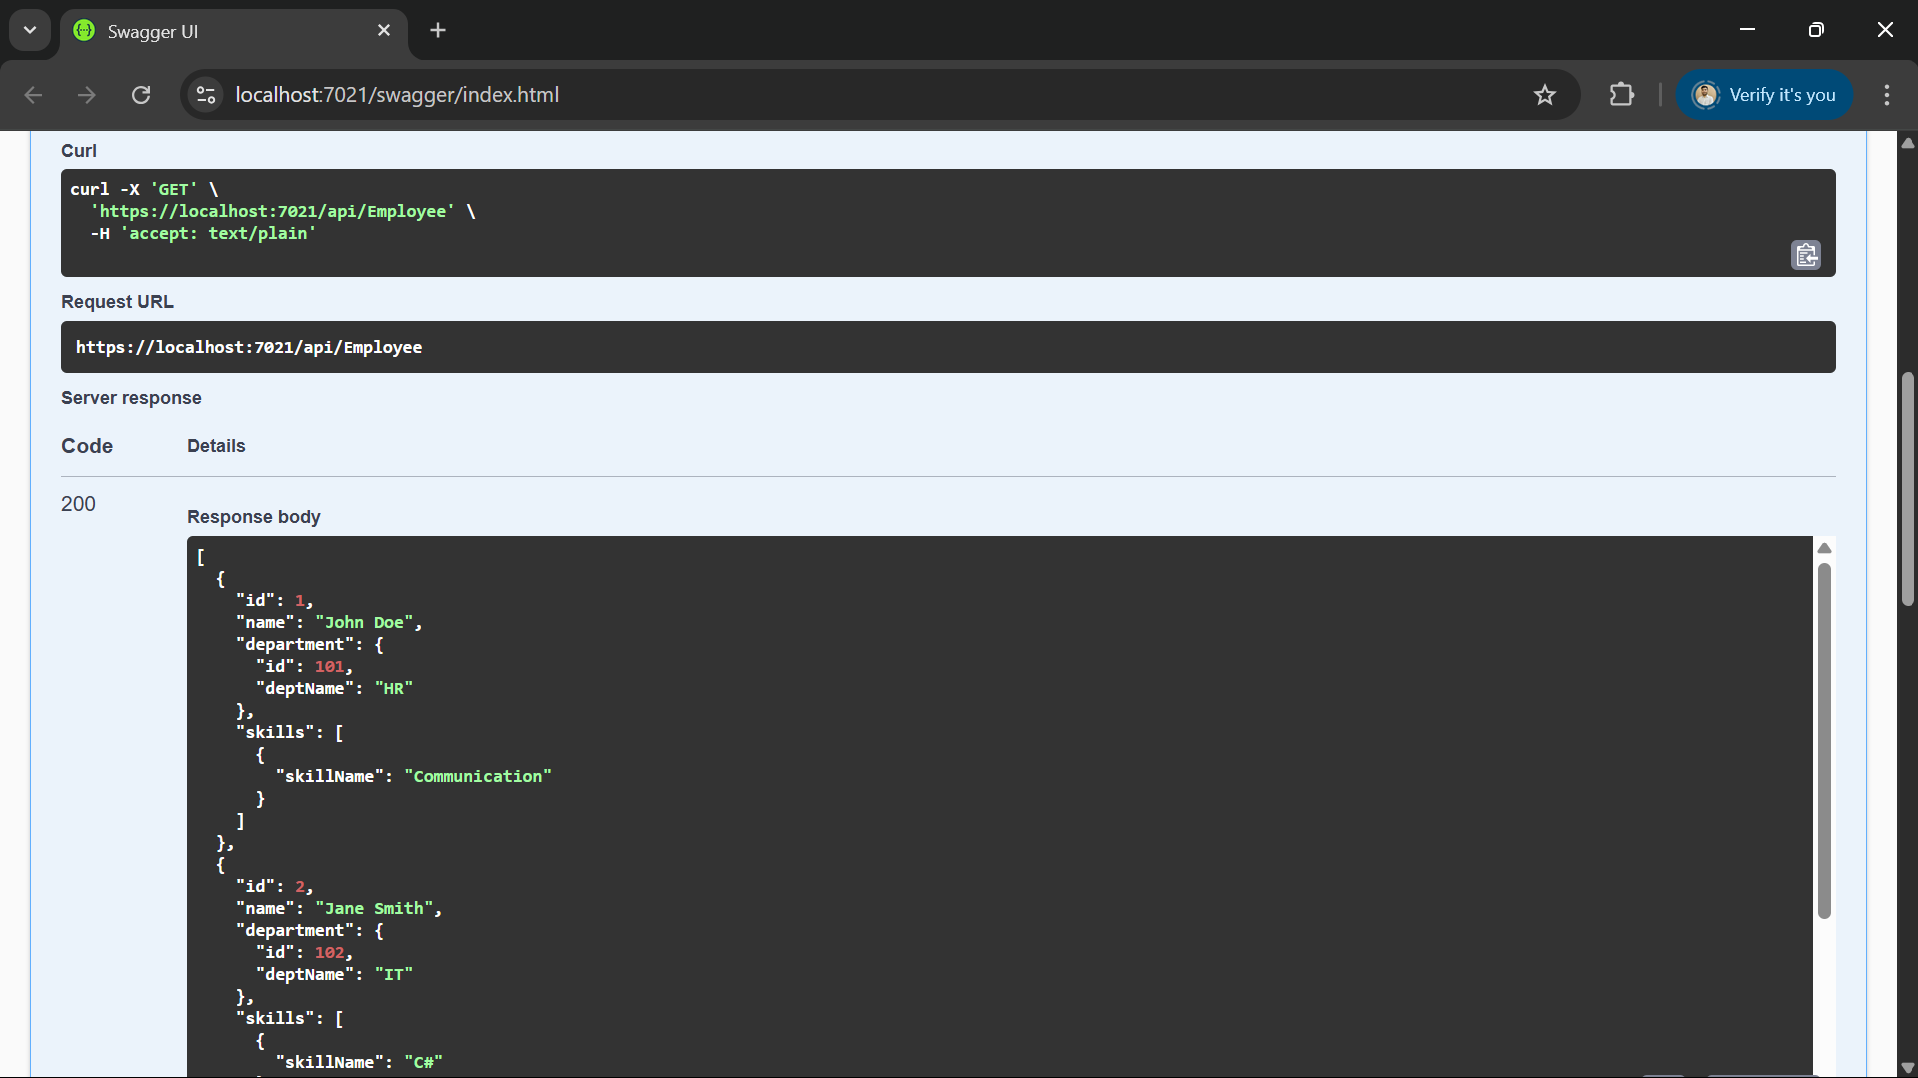 Swagger UI
localhost:7021/swagger/index.html
Verify it's you
Curl
curl -X 'GET' \
  'https://localhost:7021/api/Employee' \
  -H 'accept: text/plain'
Request URL
https://localhost:7021/api/Employee
Server response
Code Details
200
Response body
[
  {
    "id": 1,
    "name": "John Doe",
    "department": {
      "id": 101,
      "deptName": "HR"
    },
    "skills": [
      {
        "skillName": "Communication"
      }
    ]
  },
  {
    "id": 2,
    "name": "Jane Smith",
    "department": {
      "id": 102,
      "deptName": "IT"
    },
    "skills": [
      {
        "skillName": "C#"